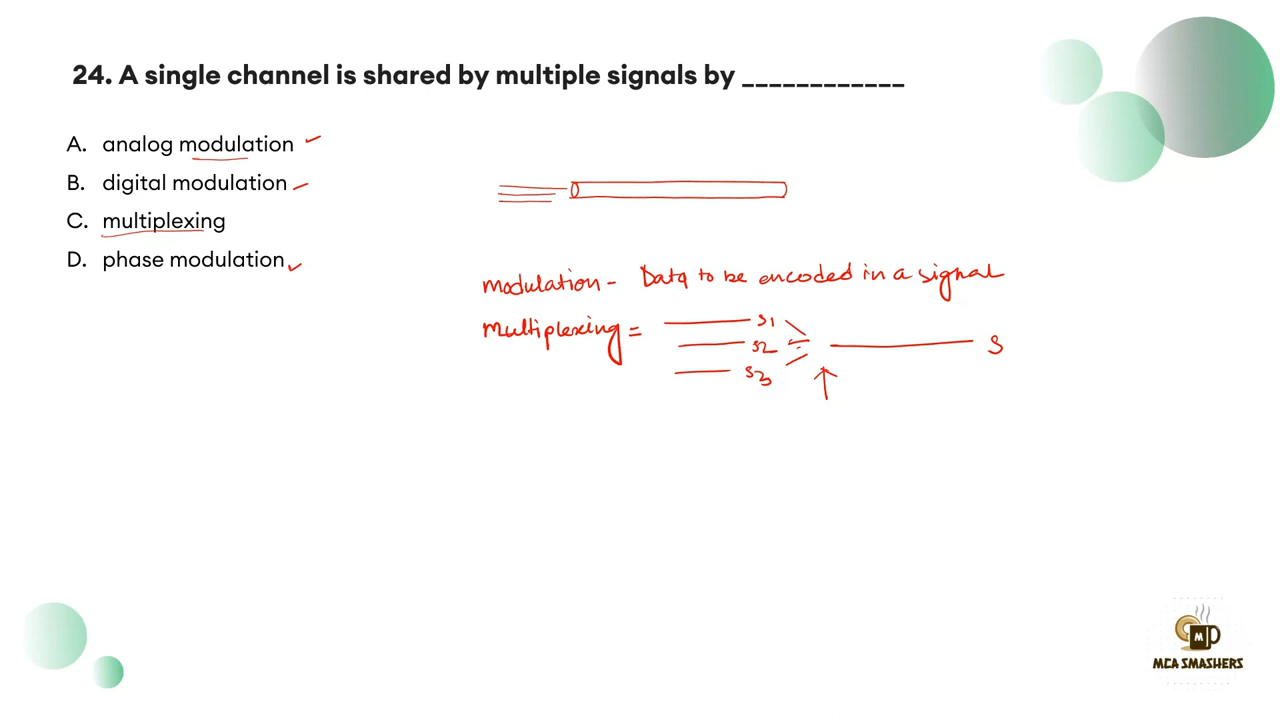 24. A single channel is shared by multiple signals by ____________
A. analog modulation
B. digital modulation
C. multiplexing
D. phase modulation
modulation - Data to be encoded in a signal
multiplexing =
S1
S2
S3
S
M
MCA SMASHERS